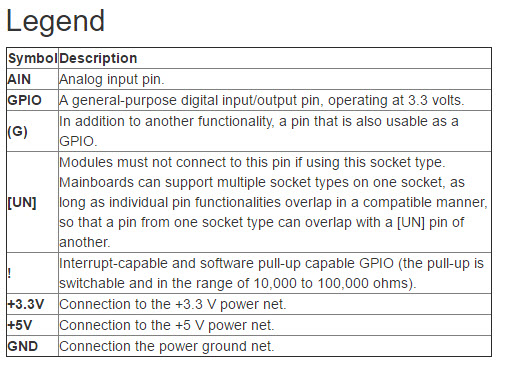 Legend
Symbol Description
AIN Analog input pin.
GPIO A general-purpose digital input/output pin, operating at 3.3 volts.
(G) In addition to another functionality, a pin that is also usable as a
GPIO.
[UN] Modules must not connect to this pin if using this socket type.
Mainboards can support multiple socket types on one socket, as
long as individual pin functionalities overlap in a compatible manner,
so that a pin from one socket type can overlap with a [UN] pin of
another.
! Interrupt-capable and software pull-up capable GPIO (the pull-up is
switchable and in the range of 10,000 to 100,000 ohms).
+3.3V Connection to the +3.3 V power net.
+5V Connection to the +5 V power net.
GND Connection the power ground net.